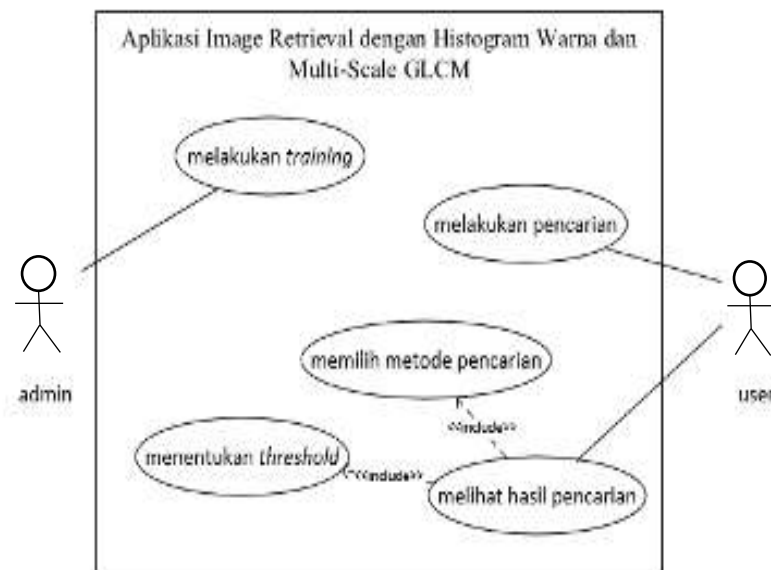 Aplikasi Image Retrieval dengan Histogram Warna dan
Multi-Scale GLCM
melakukan training
melakukan pencarian
memilih metode pencarian
admin
user
<<include>>
menentukan threshold
<<include>>
melihat hasil pencarian